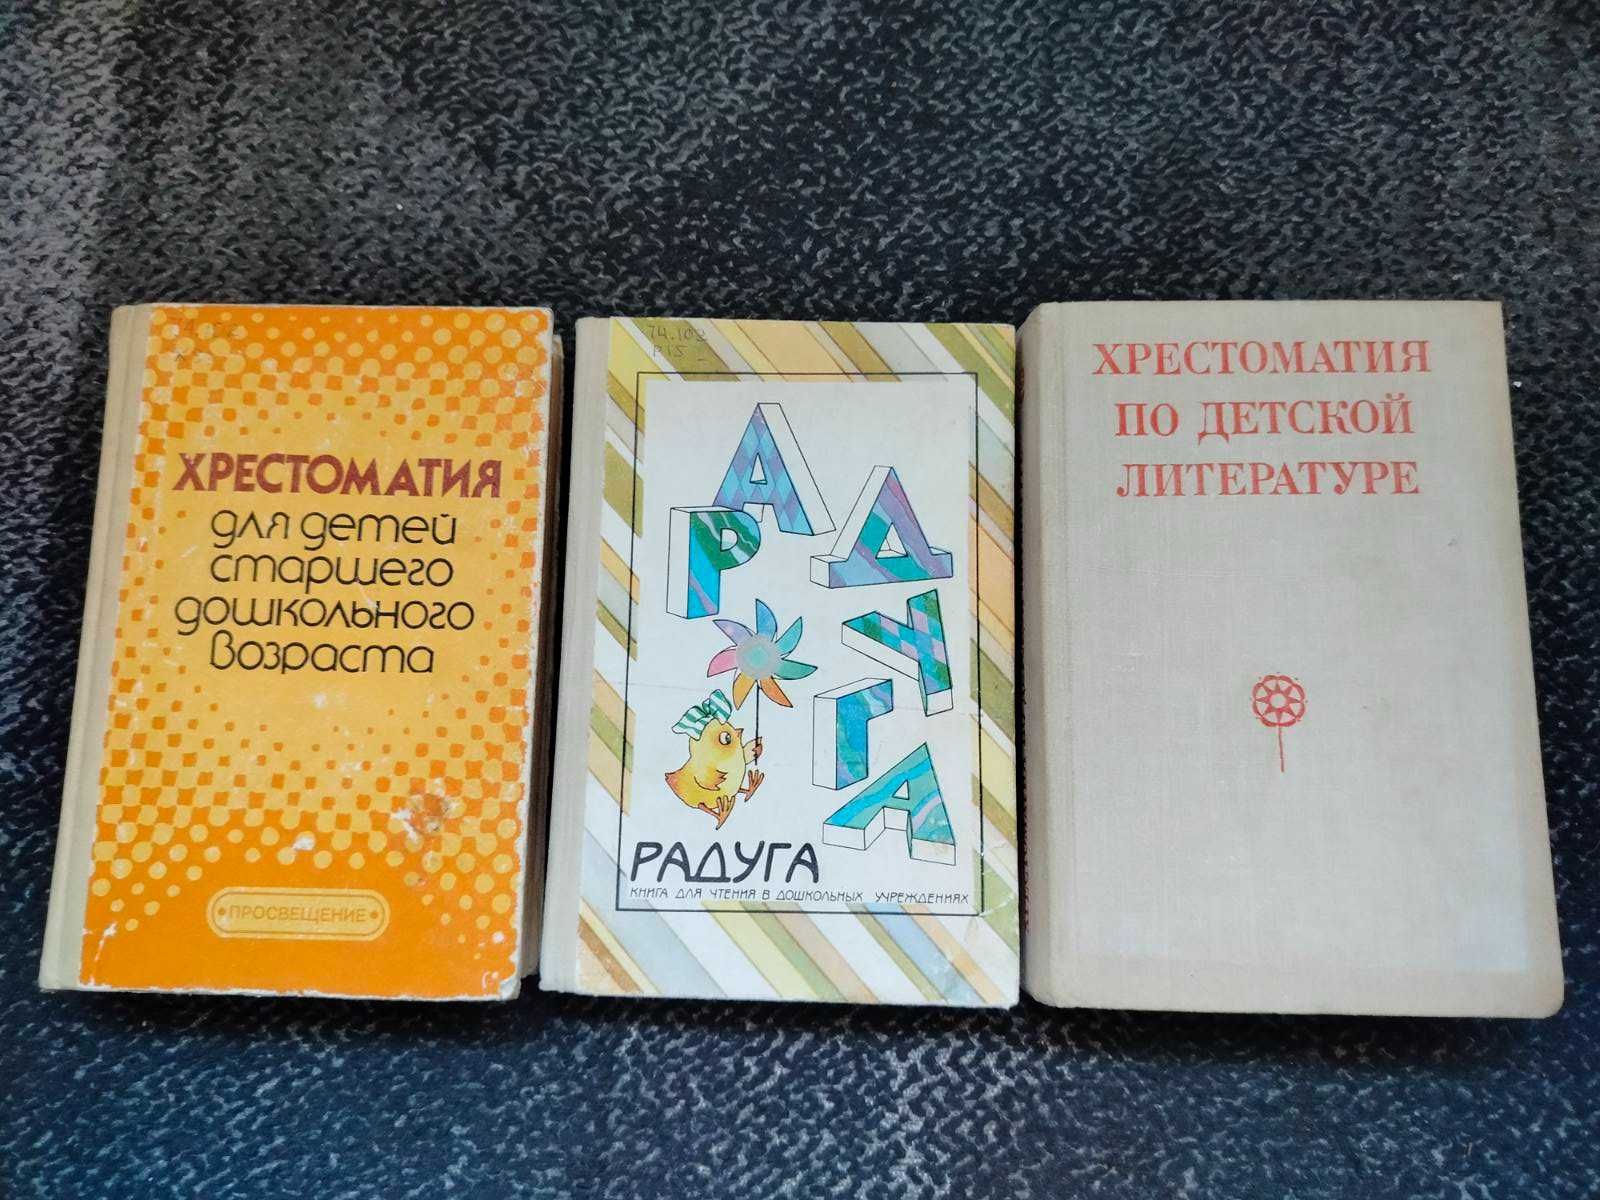 ХРЕСТОМАТИЯ
для детей
старшего
дошкольного
возраста
ПРОСВЕЩЕНИЕ
74.102
Р15
РАДУГА
РАДУГА
КНИГА ДЛЯ ЧТЕНИЯ В ДОШКОЛЬНЫХ УЧРЕЖДЕНИЯХ
ХРЕСТОМАТИЯ
ПО ДЕТСКОЙ
ЛИТЕРАТУРЕ